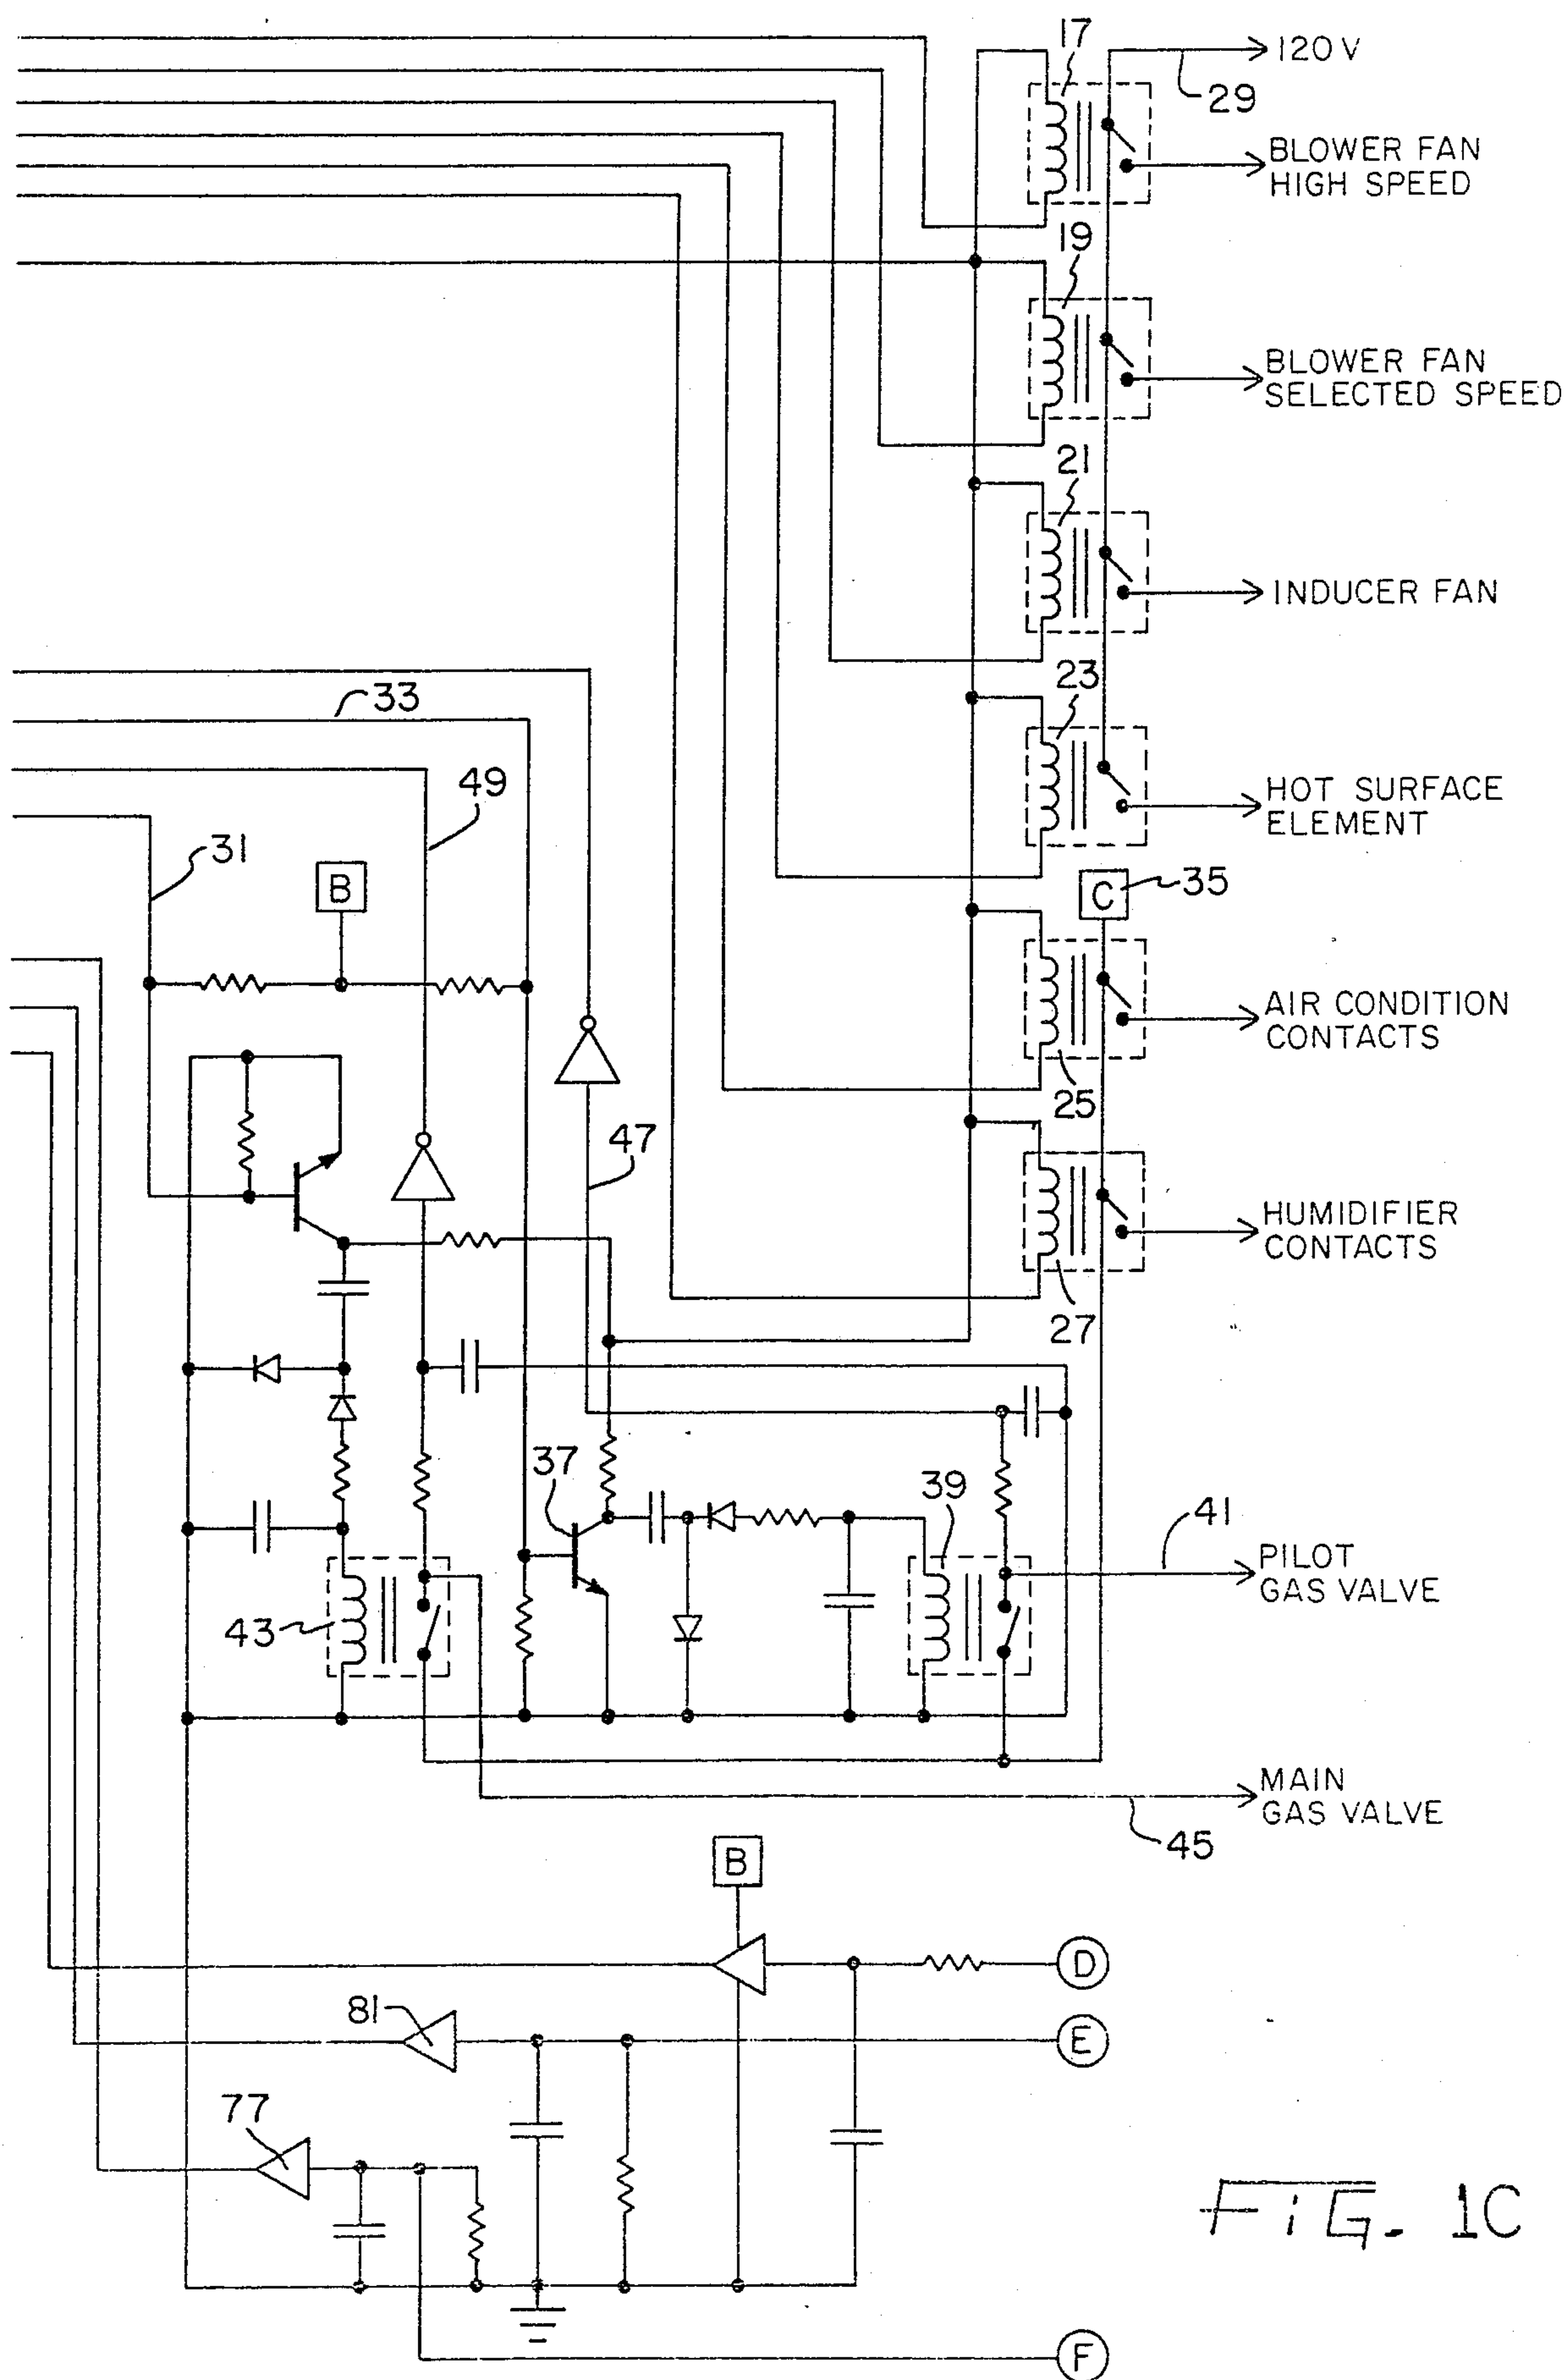 17
120 V
29
BLOWER FAN
HIGH SPEED
19
BLOWER FAN
SELECTED SPEED
21
INDUCER FAN
23
33
49
HOT SURFACE
ELEMENT
31
B
C
35
AIR CONDITION
CONTACTS
25
47
HUMIDIFIER
CONTACTS
27
37
39
41
PILOT
GAS VALVE
43
MAIN
GAS VALVE
45
B
D
81
E
77
FIG. 1C
F